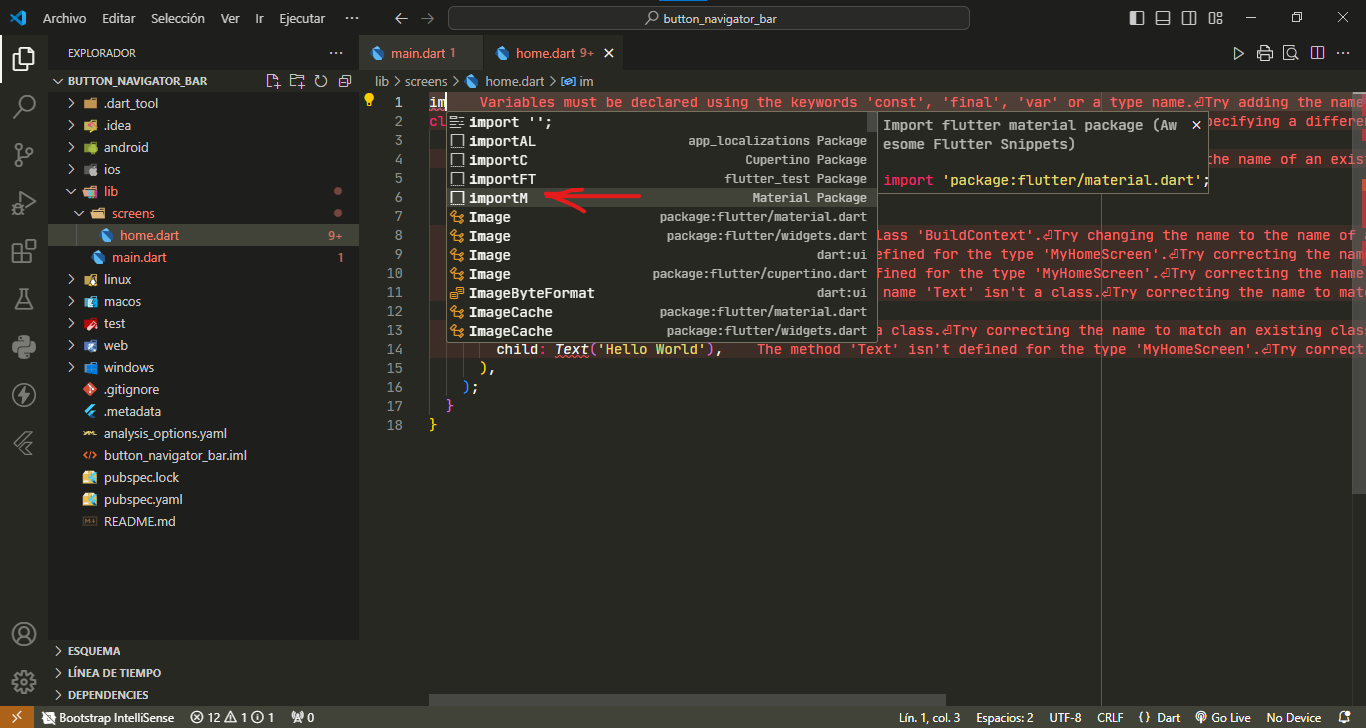 Archivo Editar Selección Ver Ir Ejecutar ··· button_navigator_bar
EXPLORADOR ···
BUTTON_NAVIGATOR_BAR
.dart_tool
.idea
android
ios
lib
screens
home.dart 9+
main.dart 1
linux
macos
test
web
windows
.gitignore
.metadata
analysis_options.yaml
button_navigator_bar.iml
pubspec.lock
pubspec.yaml
README.md
ESQUEMA
LÍNEA DE TIEMPO
DEPENDENCIES
main.dart 1 home.dart 9+
lib > screens > home.dart > im
1 im Variables must be declared using the keywords 'const', 'final', 'var' or a type name.⏎Try adding the name
2 cl pecifying a differe
3
4 the name of an exis
5
6
7
8 lass 'BuildContext'.⏎Try changing the name to the name of
9 efined for the type 'MyHomeScreen'.⏎Try correcting the nam
10 fined for the type 'MyHomeScreen'.⏎Try correcting the name
11 name 'Text' isn't a class.⏎Try correcting the name to mat
12
13 a class.⏎Try correcting the name to match an existing clas
14 child: Text('Hello World'), The method 'Text' isn't defined for the type 'MyHomeScreen'.⏎Try correcti
15 ),
16 );
17 }
18 }
import '';
importAL app_localizations Package
importC Cupertino Package
importFT flutter_test Package
importM Material Package
Image package:flutter/material.dart
Image package:flutter/widgets.dart
Image dart:ui
Image package:flutter/cupertino.dart
ImageByteFormat dart:ui
ImageCache package:flutter/material.dart
ImageCache package:flutter/widgets.dart
Import flutter material package (Aw
esome Flutter Snippets)
import 'package:flutter/material.dart';
Bootstrap IntelliSense 12 1 1 0 Lín. 1, col. 3 Espacios: 2 UTF-8 CRLF {} Dart Go Live No Device